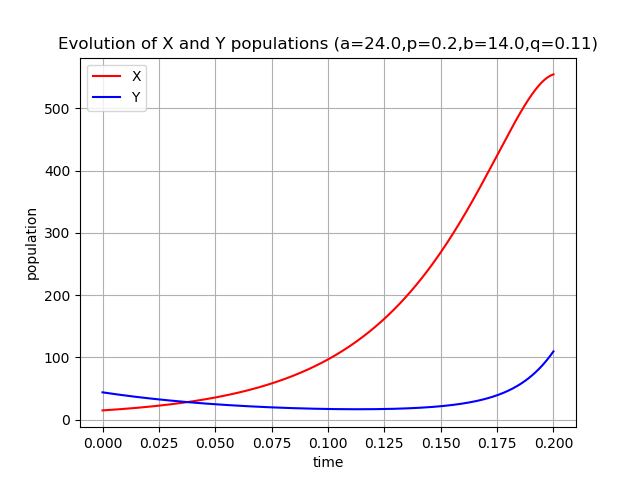 Evolution of X and Y populations (a=24.0,p=0.2,b=14.0,q=0.11)
X
Y
500
400
300
200
100
0
population
0.000 0.025 0.050 0.075 0.100 0.125 0.150 0.175 0.200
time